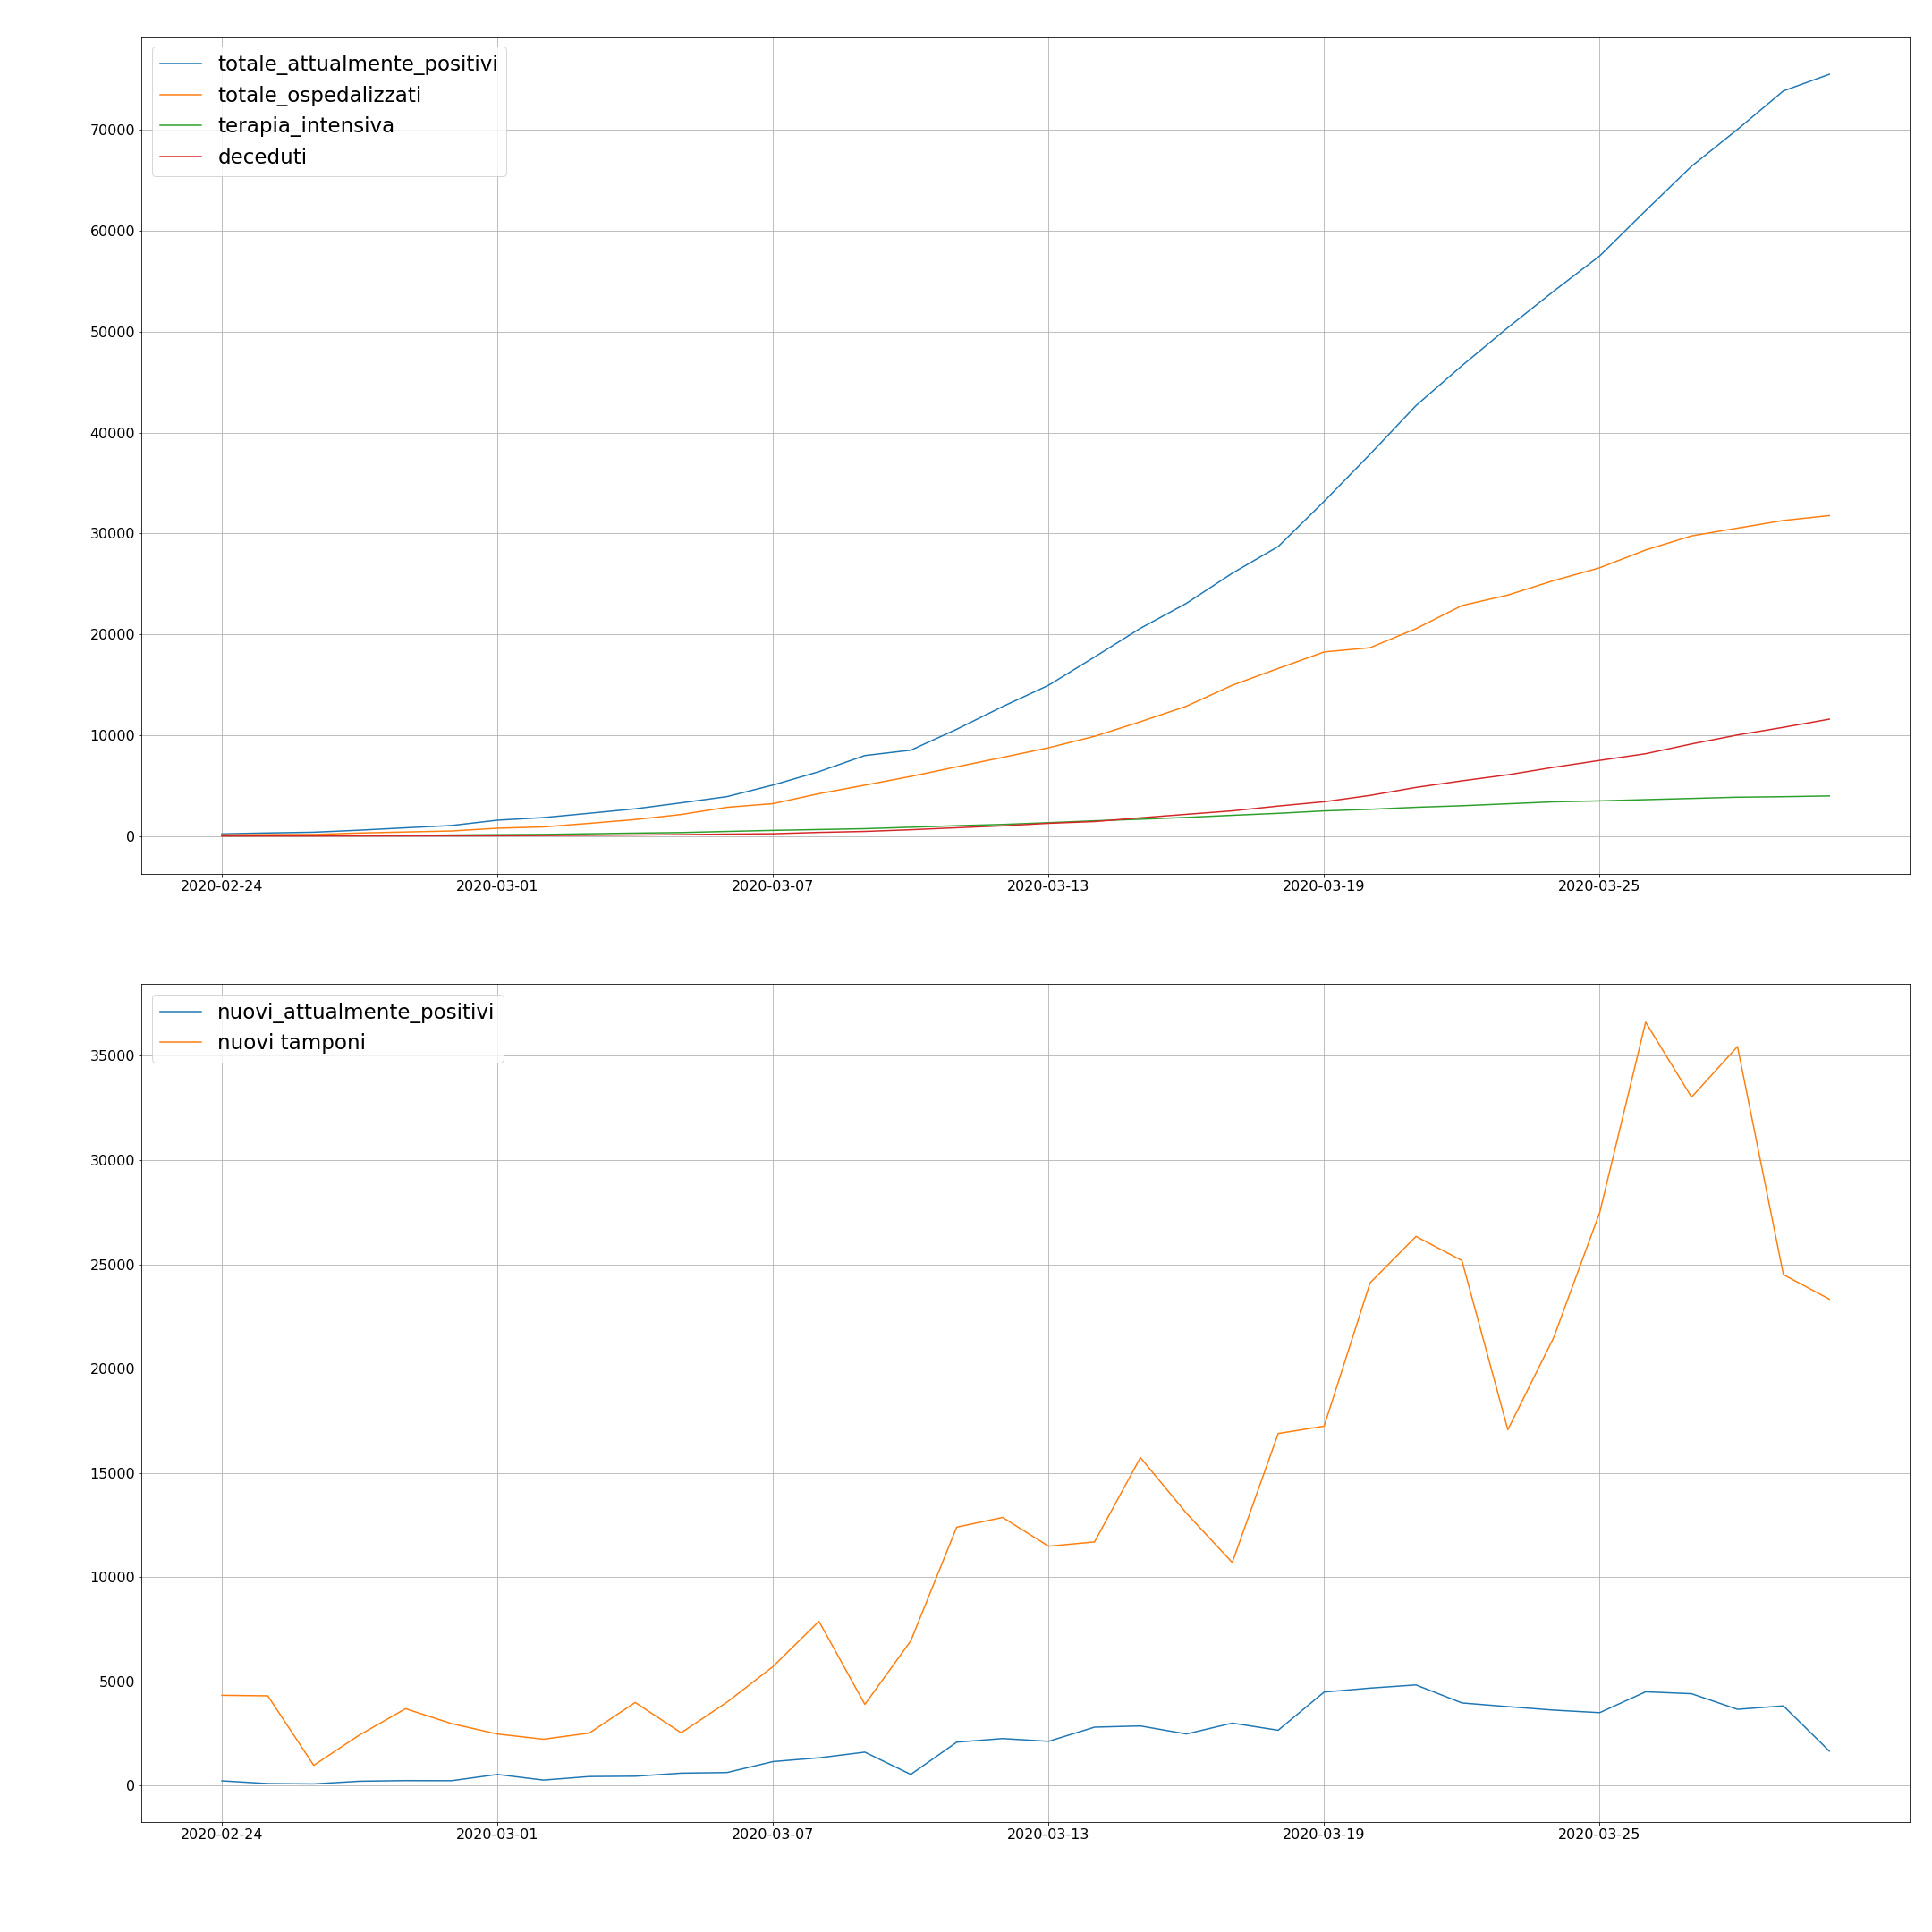 totale_attualmente_positivi
totale_ospedalizzati
terapia_intensiva
deceduti
70000
60000
50000
40000
30000
20000
10000
0
2020-02-24 2020-03-01 2020-03-07 2020-03-13 2020-03-19 2020-03-25
nuovi_attualmente_positivi
nuovi tamponi
35000
30000
25000
20000
15000
10000
5000
0
2020-02-24 2020-03-01 2020-03-07 2020-03-13 2020-03-19 2020-03-25